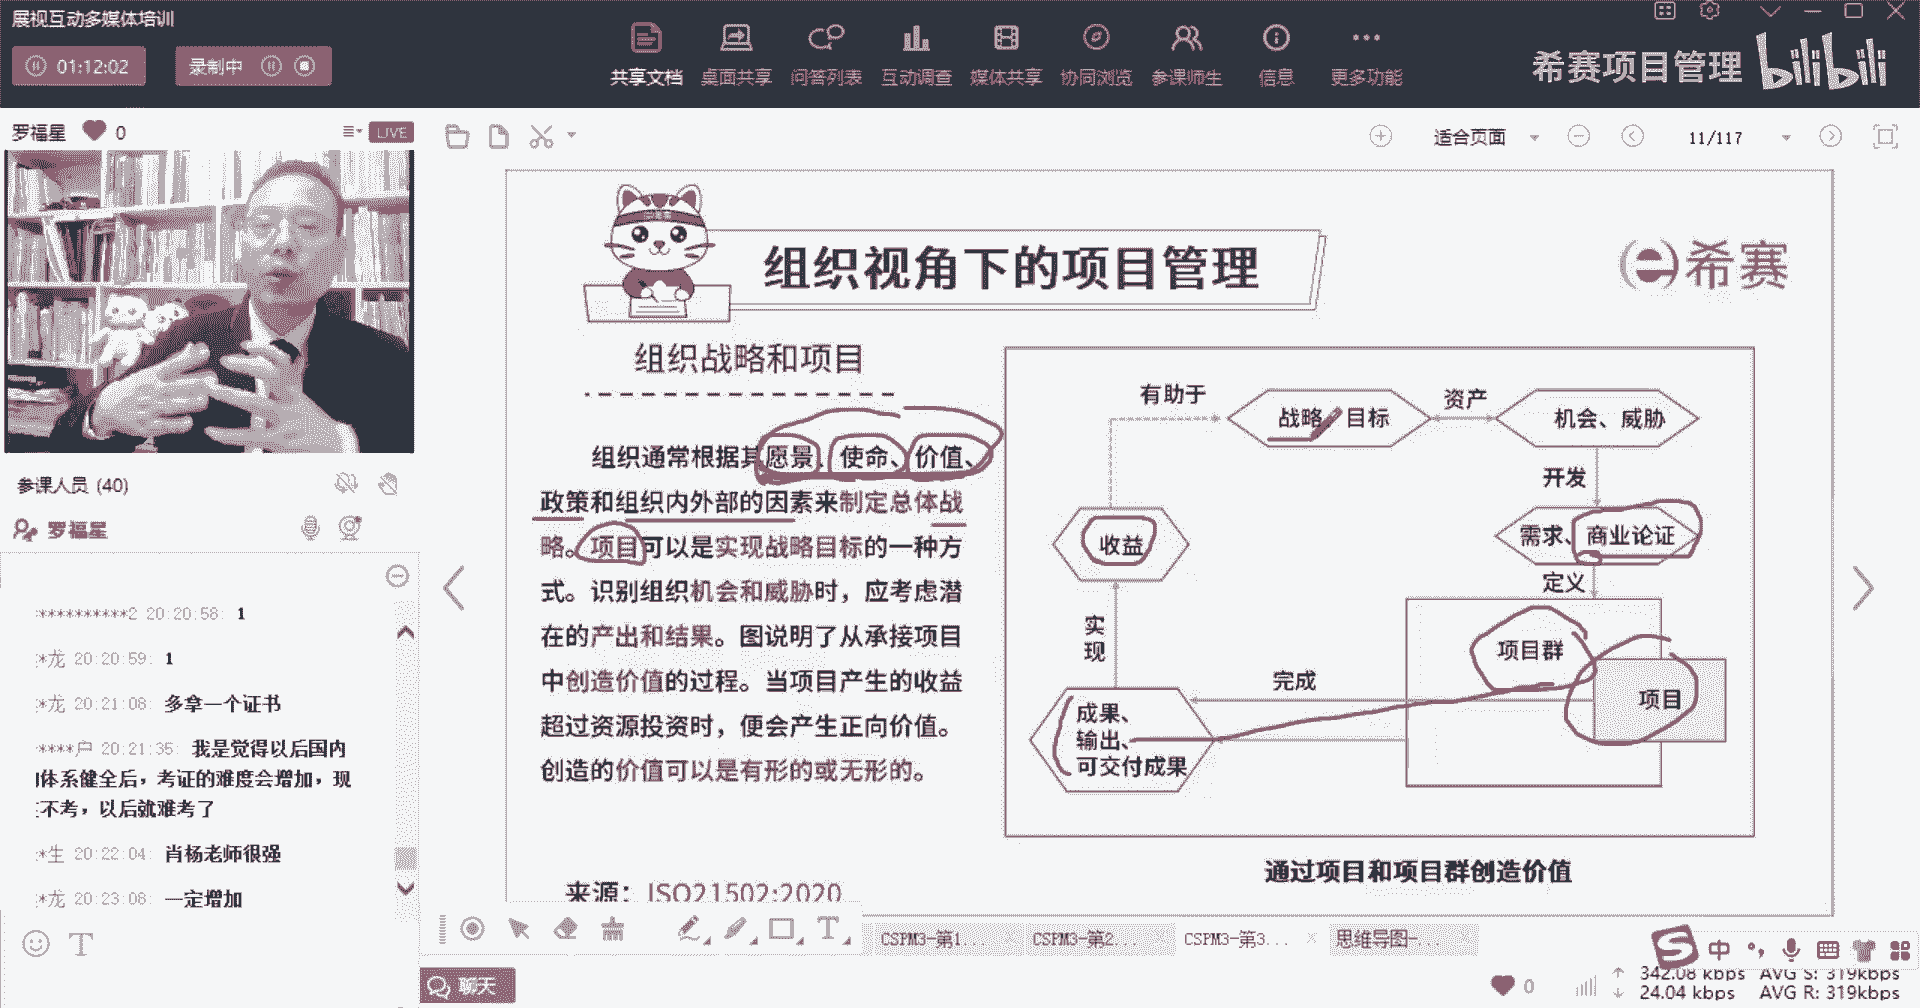 展视互动多媒体培训
01:12:02
录制中
共享文档
桌面共享
问答列表
互动调查
媒体共享
协同浏览
参课师生
信息
更多功能
希赛项目管理
bilibili
罗福星 0
LIVE
适合页面
11/117
组织视角下的项目管理
希赛
组织战略和项目
组织通常根据其愿景、使命、价值、
政策和组织内外部的因素来制定总体战
略。项目可以是实现战略目标的一种方
式。识别组织机会和威胁时，应考虑潜
在的产出和结果。图说明了从承接项目
中创造价值的过程。当项目产生的收益
超过资源投资时，便会产生正向价值。
创造的价值可以是有形的或无形的。
来源：ISO21502:2020
有助于
战略 目标
资产
机会、威胁
开发
需求、商业论证
定义
项目群
项目
完成
成果、
输出、
可交付成果
实
现
收益
通过项目和项目群创造价值
参课人员 (40)
罗福星
**********2 20:20:58: 1
*龙 20:20:59: 1
*龙 20:21:08: 多拿一个证书
****户 20:21:35: 我是觉得以后国内
体系健全后，考证的难度会增加，现
不考，以后就难考了
*生 20:22:04: 肖杨老师很强
*龙 20:23:08: 一定增加
T
T
CSPM3-第1...
CSPM3-第2...
CSPM3-第3...
思维导图-...
聊天
中
0
342.08 kbps AVG S: 319kbps
24.04 kbps AVG R: 319kbps